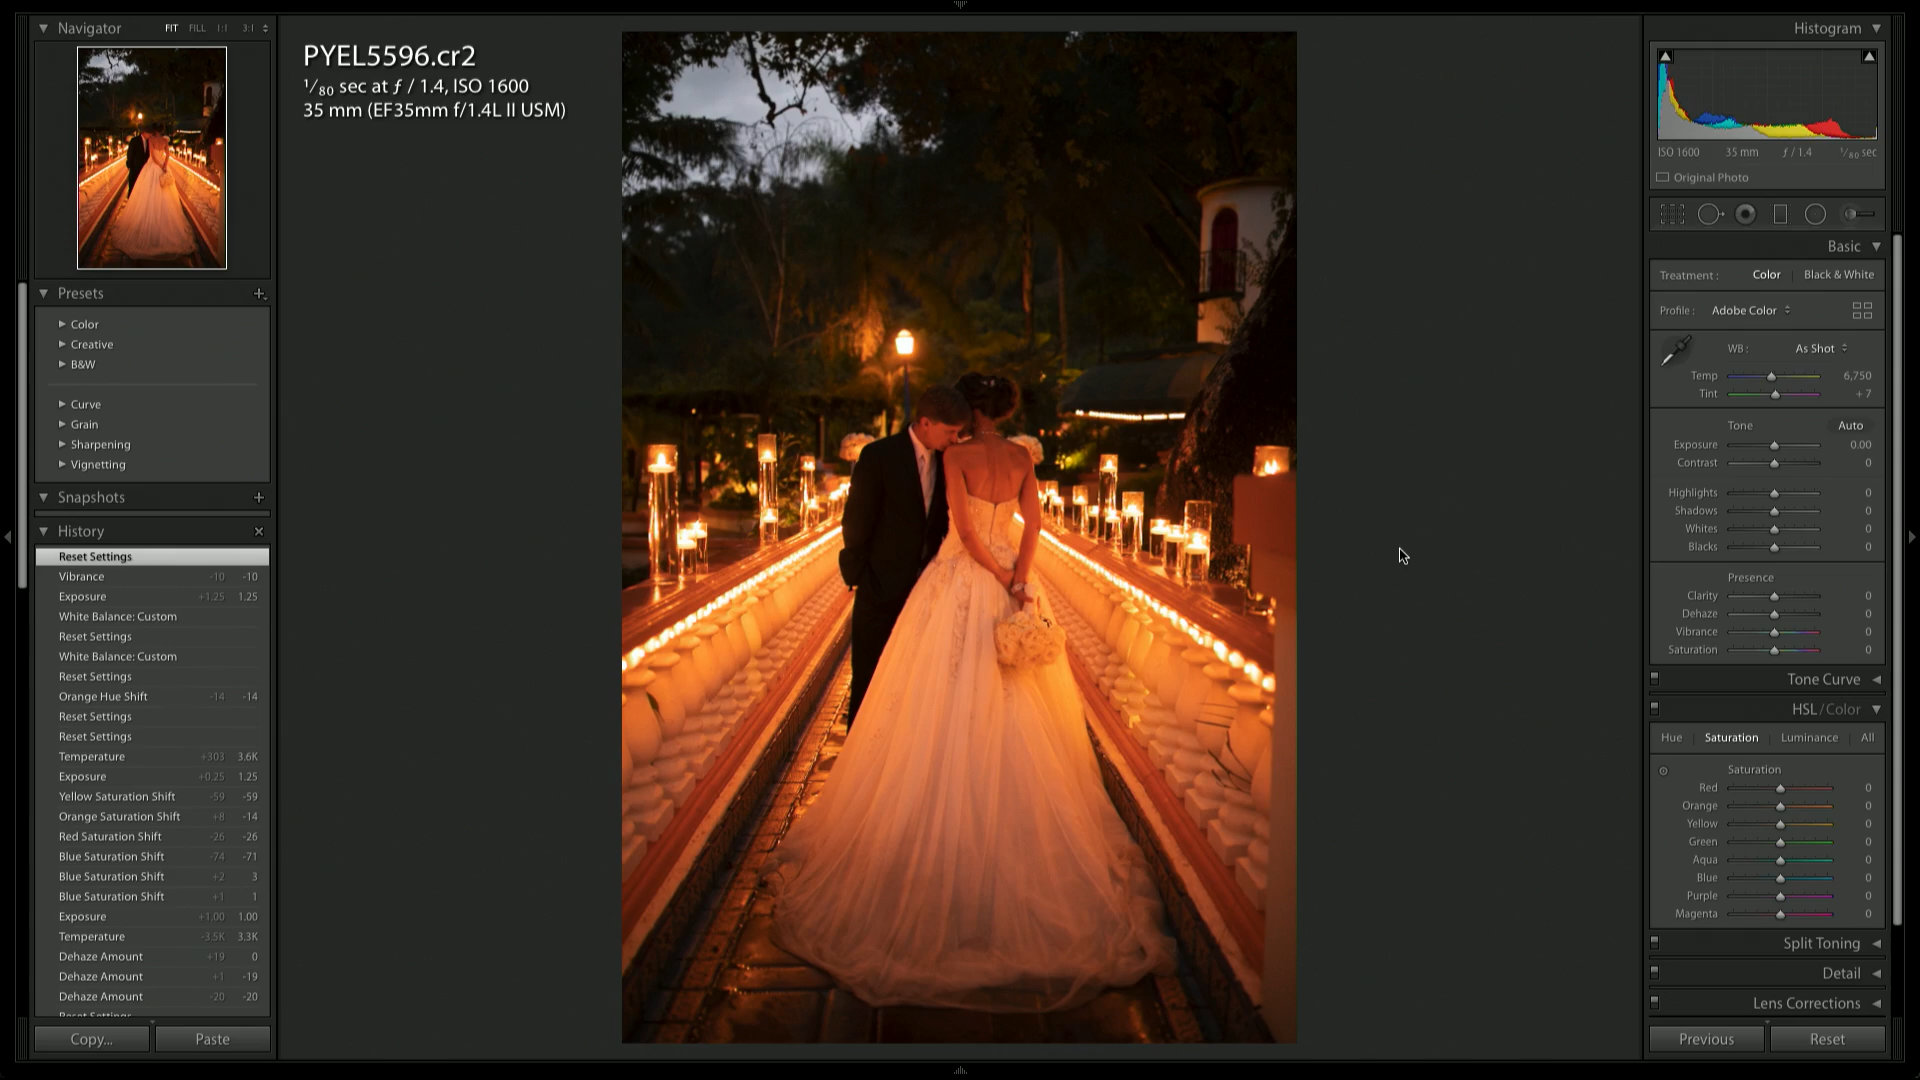 Navigator FIT FILL 1:1 3:1
PYEL5596.cr2
1/80 sec at ƒ / 1.4, ISO 1600
35 mm (EF35mm f/1.4L II USM)
Presets
Color
Creative
B&W
Curve
Grain
Sharpening
Vignetting
Snapshots
History
Reset Settings
Vibrance -10 -10
Exposure +1.25 1.25
White Balance: Custom
Reset Settings
White Balance: Custom
Reset Settings
Orange Hue Shift -14 -14
Reset Settings
Reset Settings
Temperature +303 3.6K
Exposure +0.25 1.25
Yellow Saturation Shift -59 -59
Orange Saturation Shift +8 -14
Red Saturation Shift -26 -26
Blue Saturation Shift -74 -71
Blue Saturation Shift +2 3
Blue Saturation Shift +1 1
Exposure +1.00 1.00
Temperature -3.5K 3.3K
Dehaze Amount +19 0
Dehaze Amount +1 -19
Dehaze Amount -20 -20
Reset Settings
Copy... Paste
Histogram
ISO 1600 35 mm ƒ / 1.4 1/80 sec
Original Photo
Basic
Treatment : Color Black & White
Profile : Adobe Color
WB : As Shot
Temp 6,750
Tint + 7
Tone Auto
Exposure 0.00
Contrast 0
Highlights 0
Shadows 0
Whites 0
Blacks 0
Presence
Clarity 0
Dehaze 0
Vibrance 0
Saturation 0
Tone Curve
HSL / Color
Hue Saturation Luminance All
Saturation
Red 0
Orange 0
Yellow 0
Green 0
Aqua 0
Blue 0
Purple 0
Magenta 0
Split Toning
Detail
Lens Corrections
Previous Reset